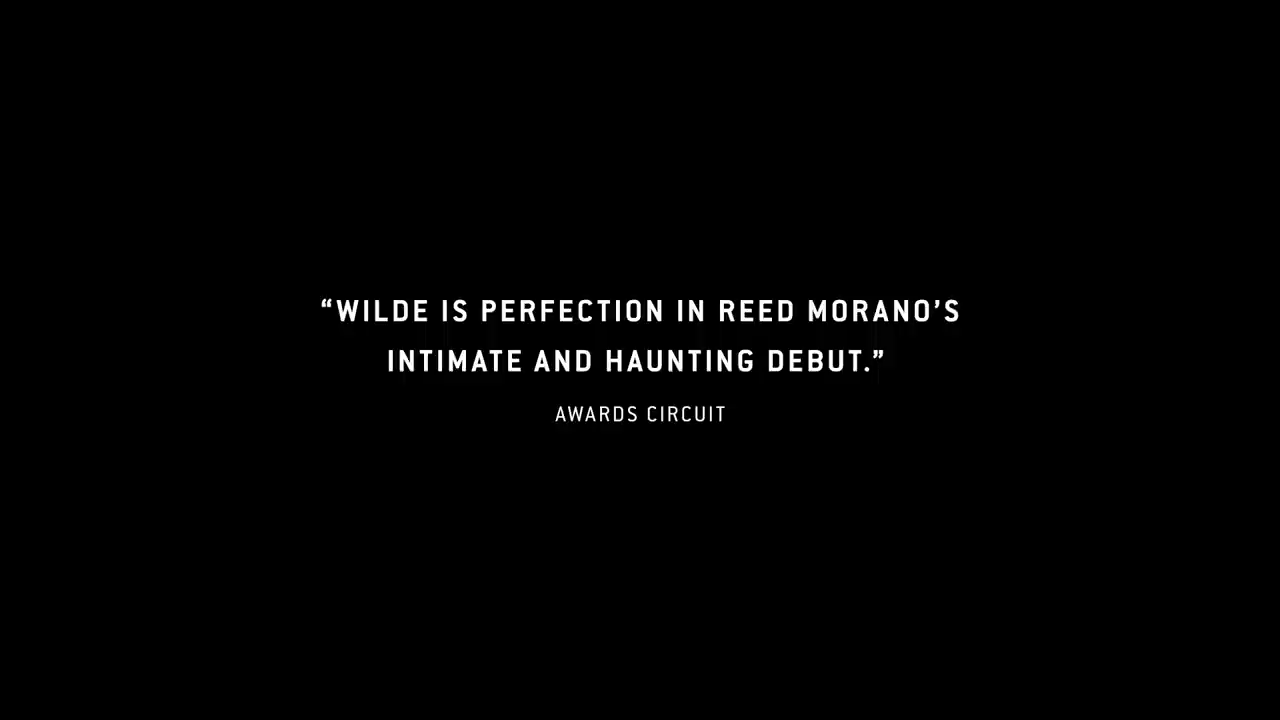 “WILDE IS PERFECTION IN REED MORANO’S
INTIMATE AND HAUNTING DEBUT.”
AWARDS CIRCUIT